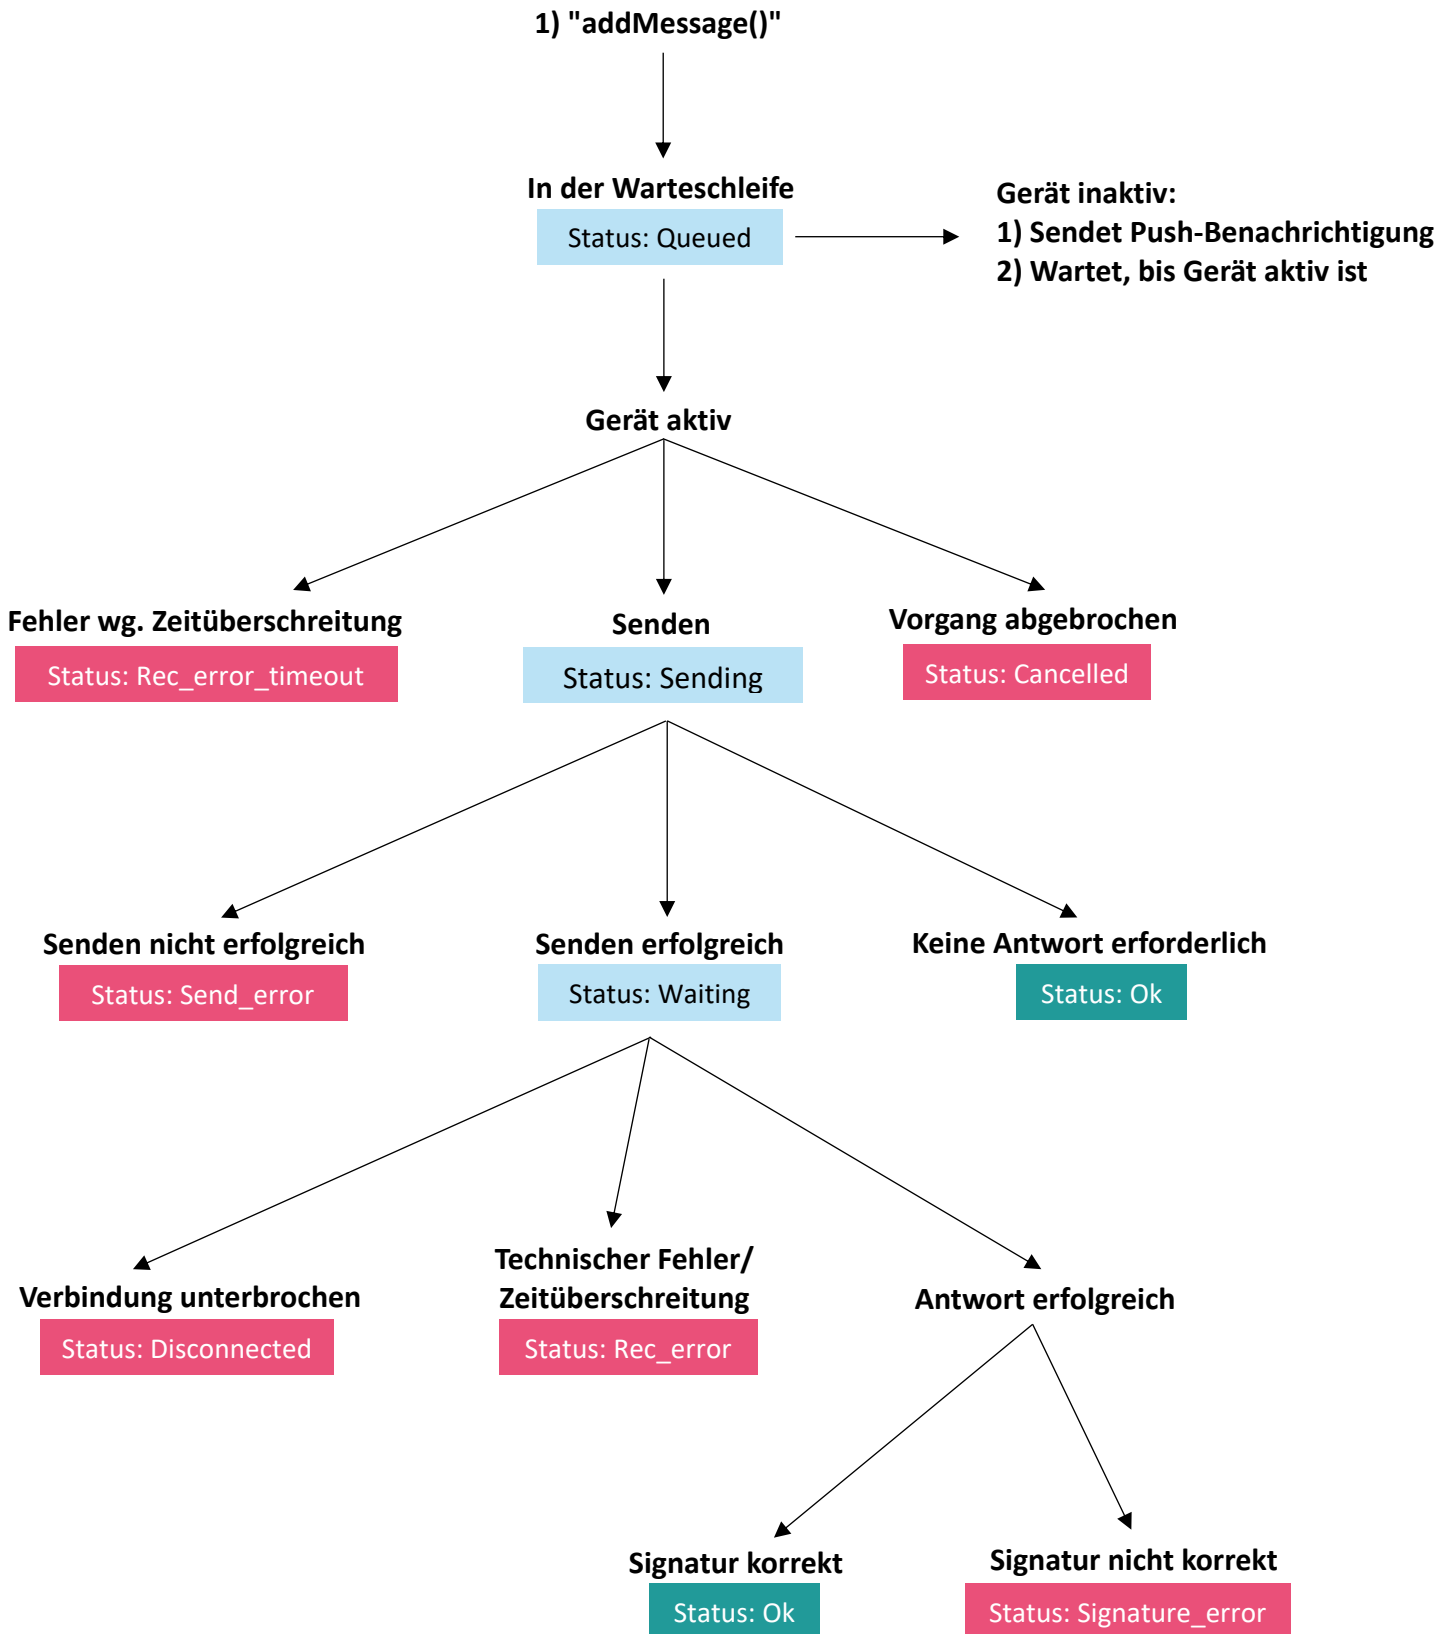 1) "addMessage()"
In der Warteschleife
Status: Queued
Gerät inaktiv:
1) Sendet Push-Benachrichtigung
2) Wartet, bis Gerät aktiv ist
Gerät aktiv
Fehler wg. Zeitüberschreitung
Status: Rec_error_timeout
Senden
Status: Sending
Vorgang abgebrochen
Status: Cancelled
Senden nicht erfolgreich
Status: Send_error
Senden erfolgreich
Status: Waiting
Keine Antwort erforderlich
Status: Ok
Verbindung unterbrochen
Status: Disconnected
Technischer Fehler/
Zeitüberschreitung
Status: Rec_error
Antwort erfolgreich
Signatur korrekt
Status: Ok
Signatur nicht korrekt
Status: Signature_error